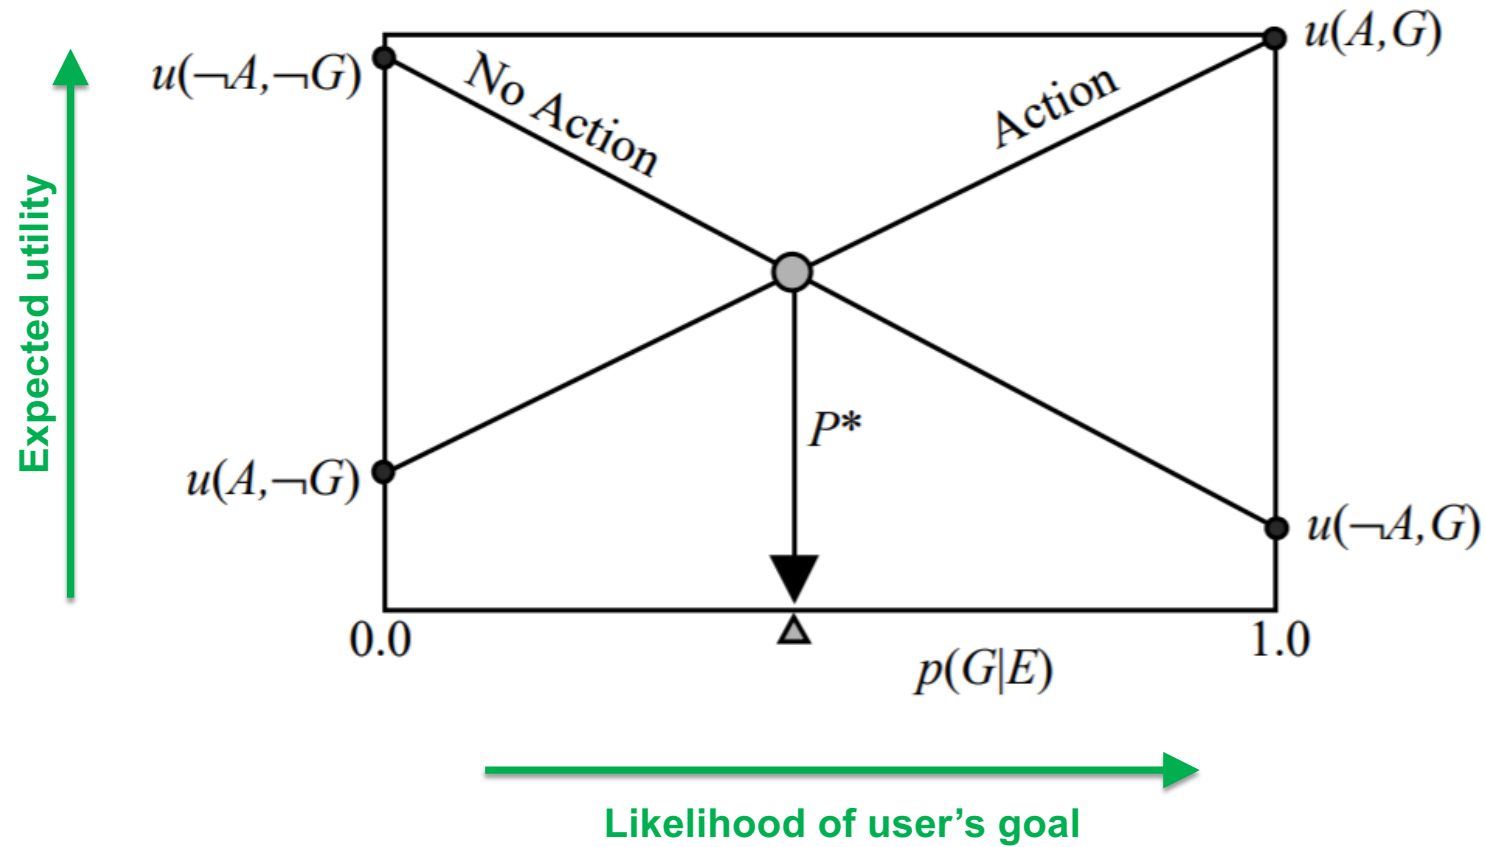 u(A,G)
u(¬A,¬G)
No Action
Action
Expected utility
P*
u(A,¬G)
u(¬A,G)
0.0
1.0
p(G|E)
Likelihood of user’s goal